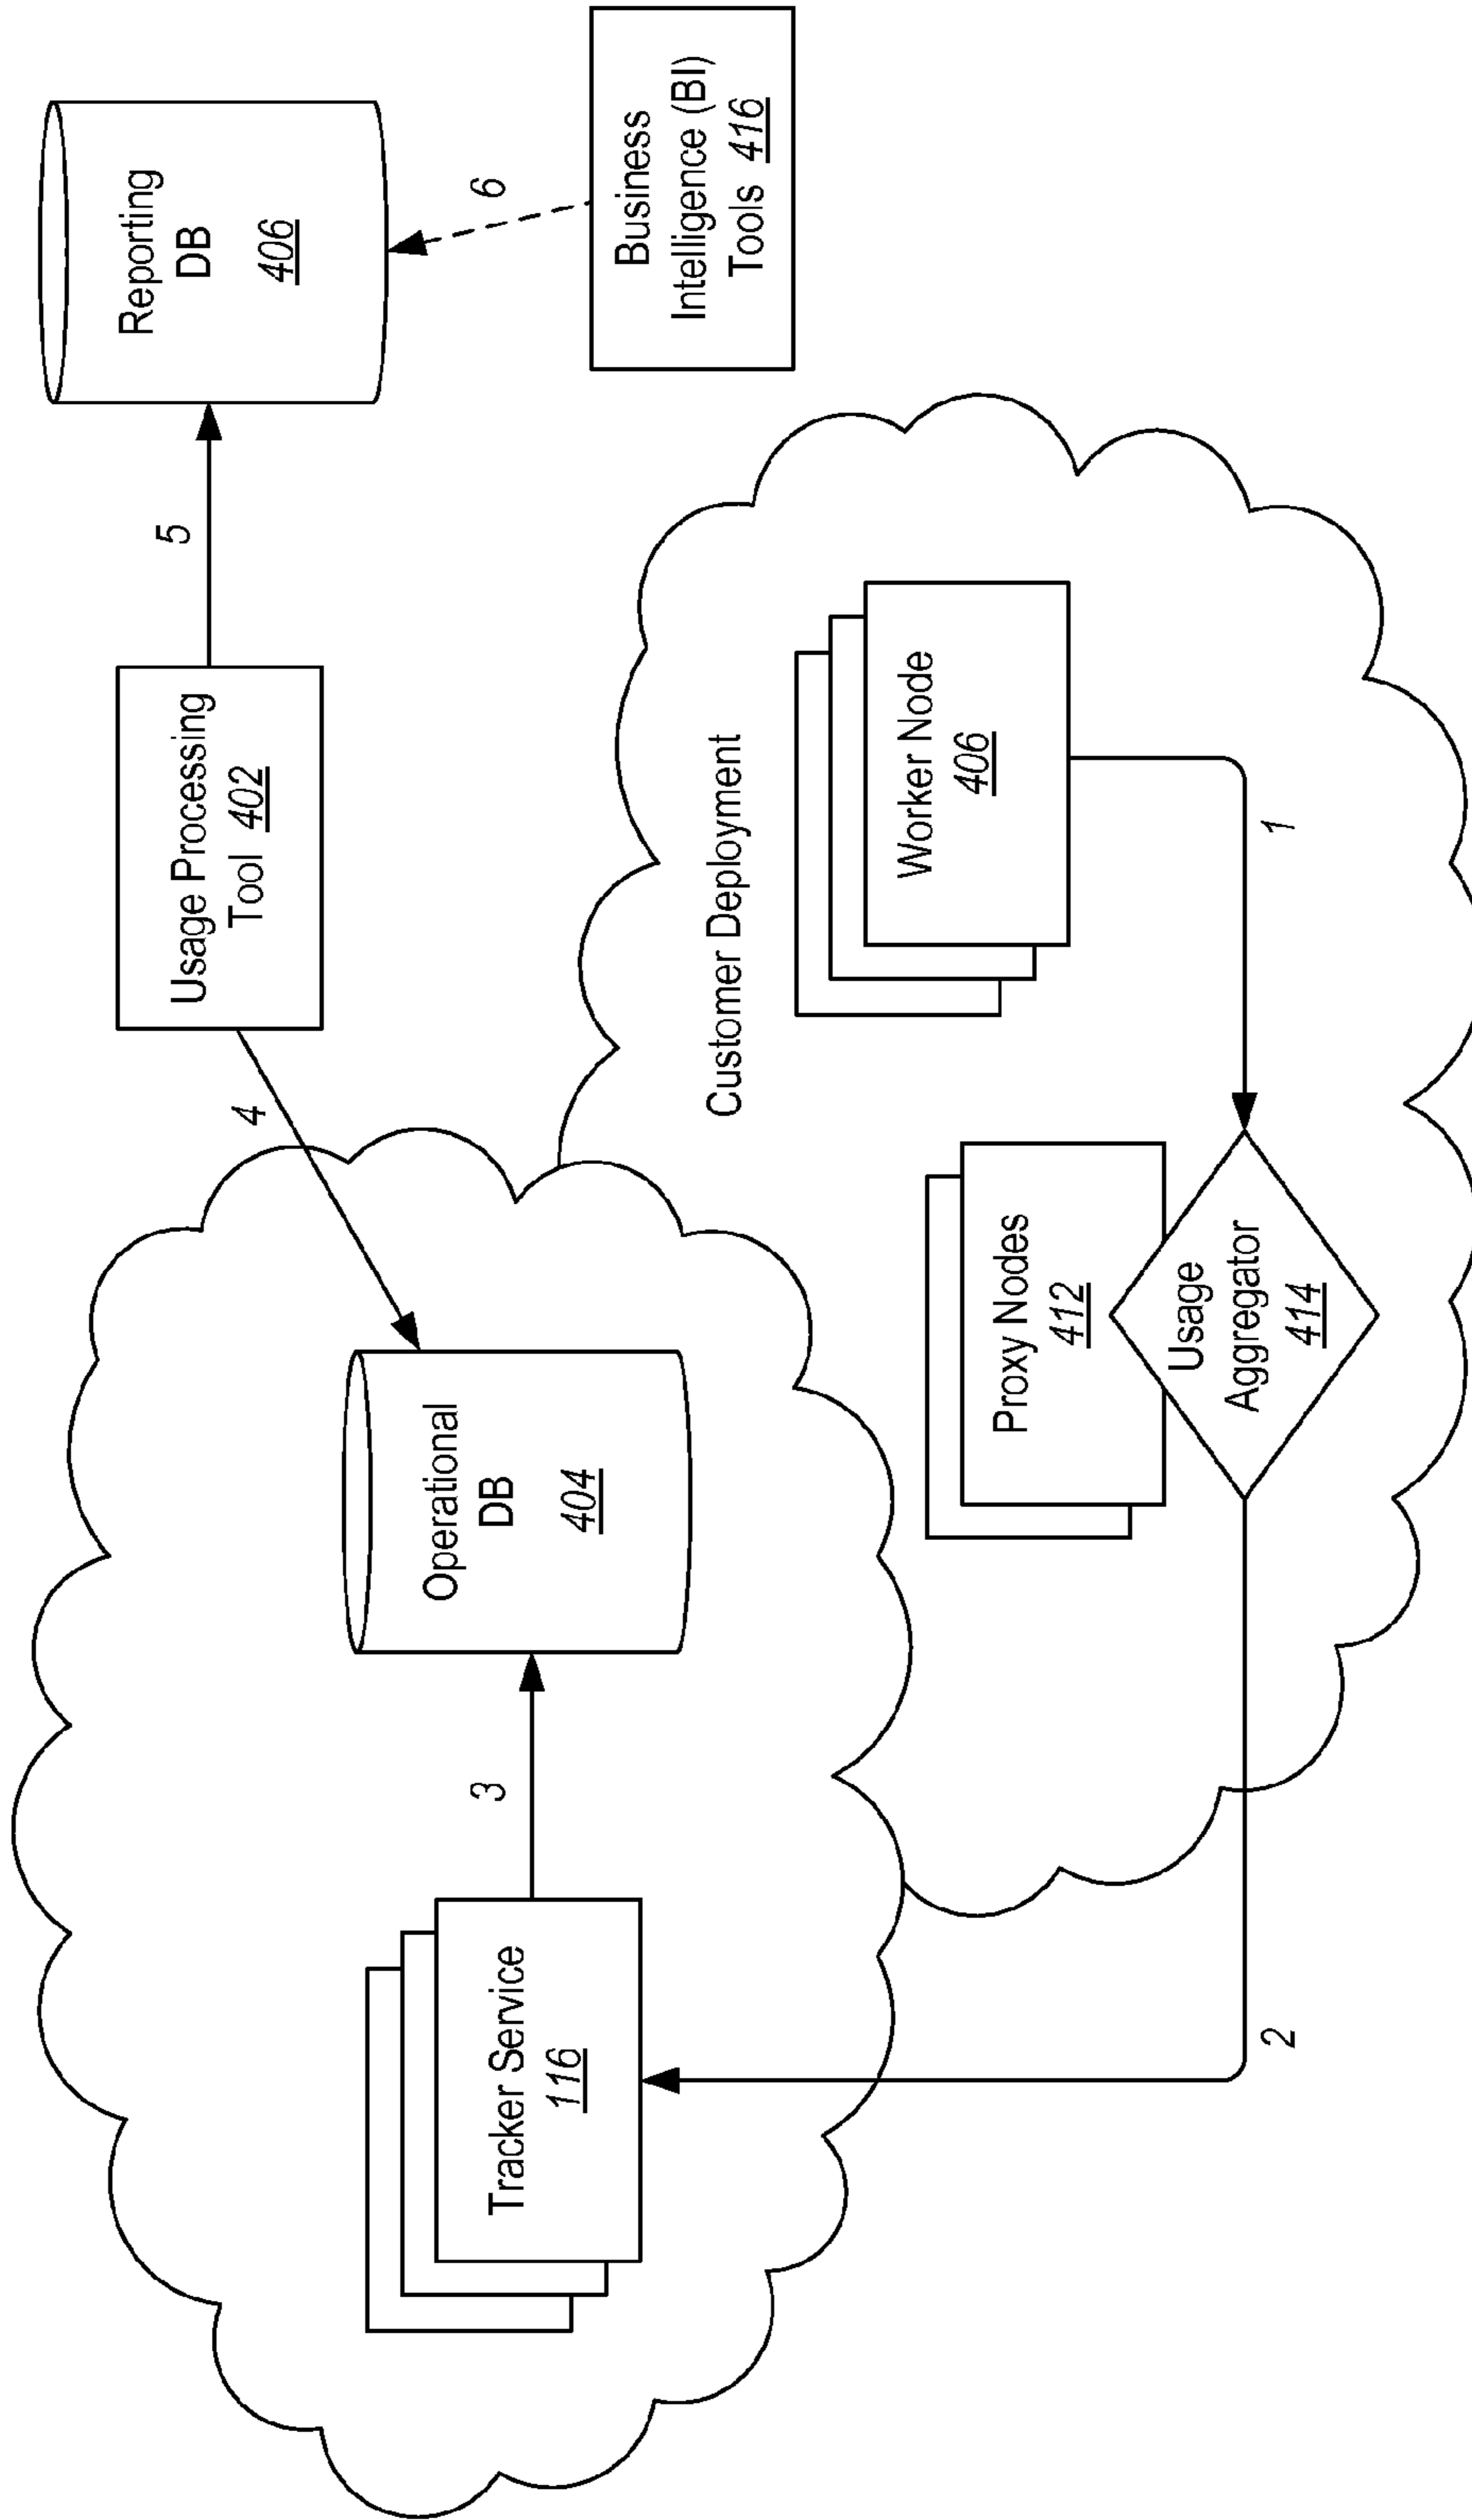 Usage Processing
Tool 402
5
Reporting
DB
406
4
6
Operational
DB
404
3
Tracker Service
116
Business
Intelligence (BI)
Tools 416
Customer Deployment
Worker Node
406
Proxy Nodes
412
Usage
Aggregator
414
1
2